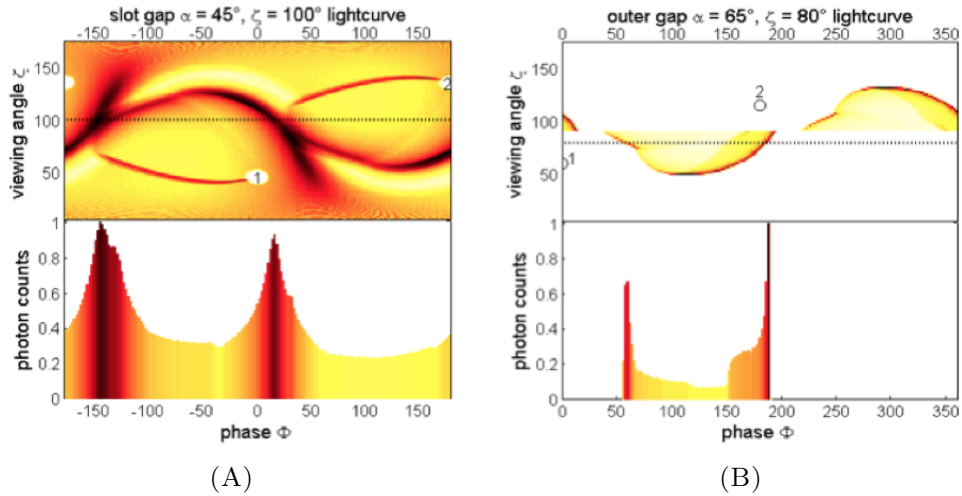 slot gap α = 45°, ζ = 100° lightcurve
-150 -100 -50 0 50 100 150
viewing angle ζ
150
100
50
1
2
photon counts
1
0.8
0.6
0.4
0.2
0
-150 -100 -50 0 50 100 150
phase Φ
(A)
outer gap α = 65°, ζ = 80° lightcurve
0 50 100 150 200 250 300 350
viewing angle ζ
150
100
50
1
2
photon counts
1
0.8
0.6
0.4
0.2
0
0 50 100 150 200 250 300 350
phase Φ
(B)